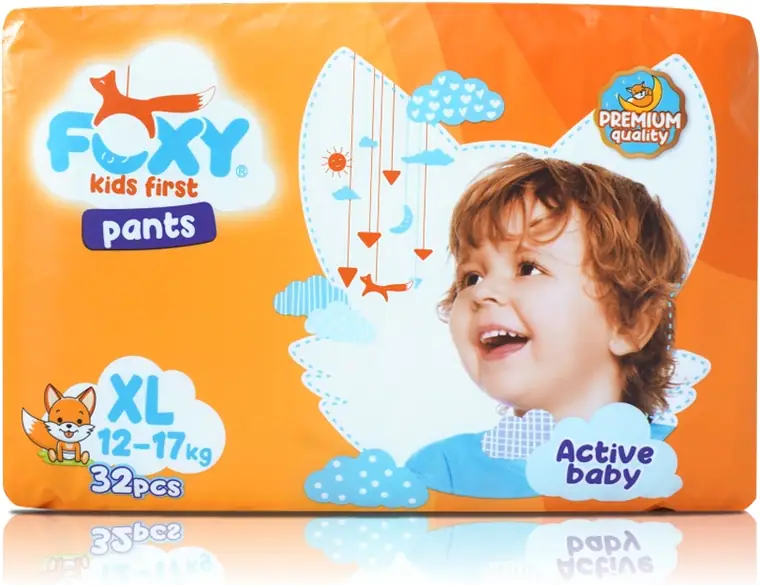 FOXY®
kids first
pants
PREMIUM
quality
XL
12-17kg
32pcs
Active
baby